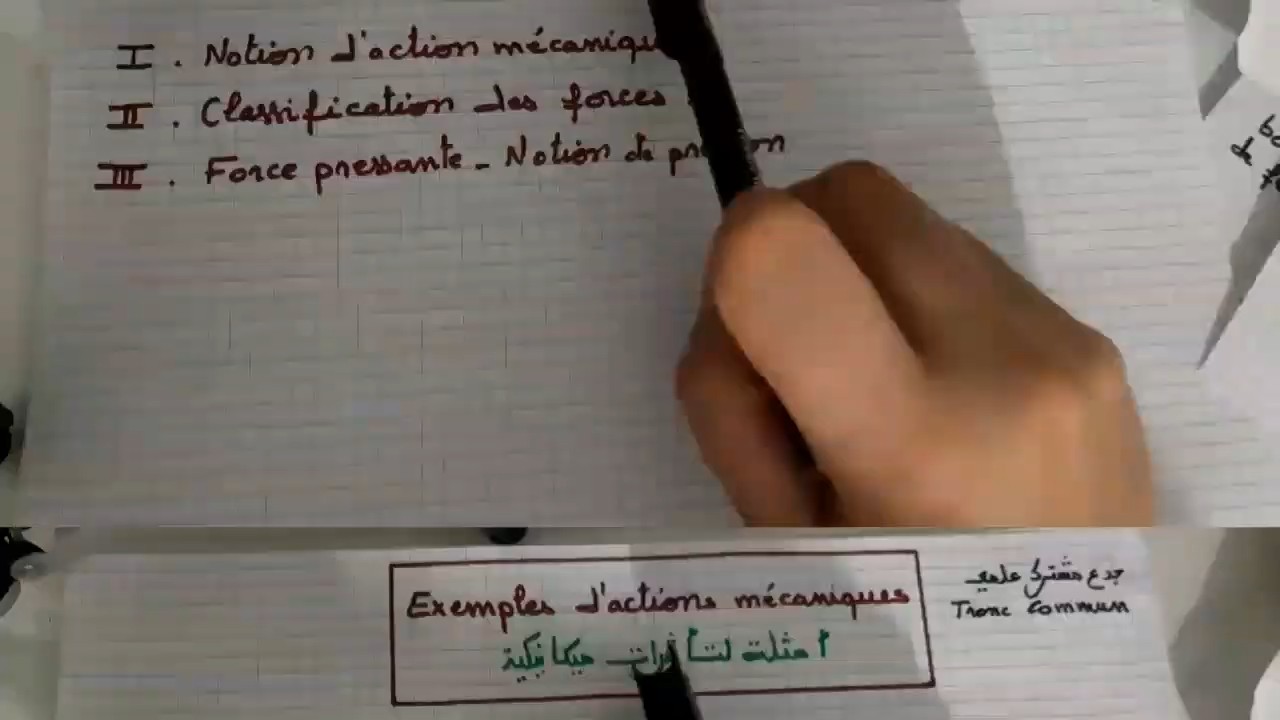 I. Notion d'action mécaniqu
II. Classification des forces
III. Force pressante - Notion de pr on
Exemples d'actions mécaniques
أمثلة لتأثيرات ميكانيكية
جدع مشترك علمي
Tronc Commun